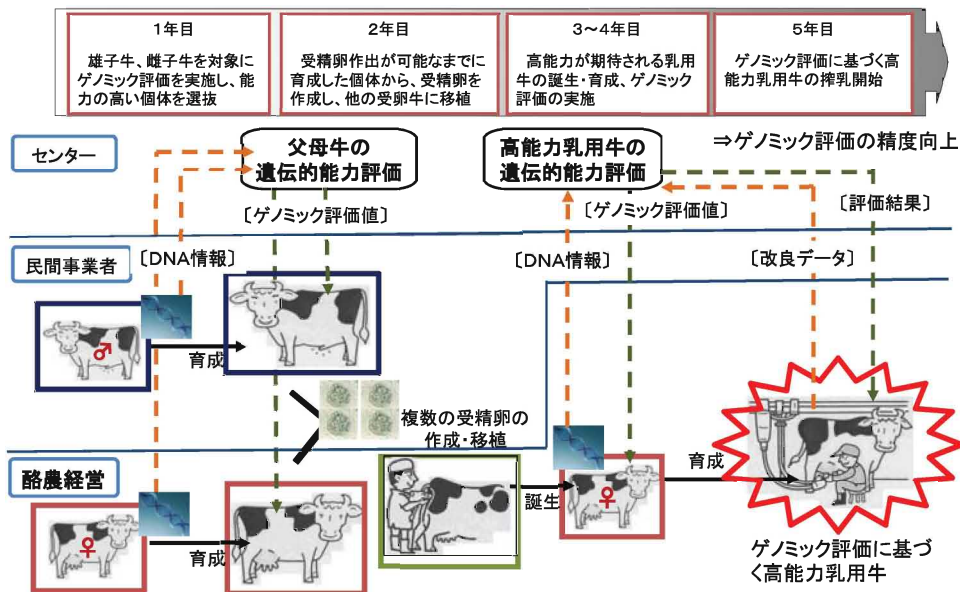 1年目
雄子牛、雌子牛を対象に
ゲノミック評価を実施し、能
力の高い個体を選抜
2年目
受精卵作出が可能なまでに
育成した個体から、受精卵
を作成し、他の受卵牛に移植
3～4年目
高能力が期待される乳用
牛の誕生・育成、ゲノミック
評価の実施
5年目
ゲノミック評価に基づく高
能力乳用牛の搾乳開始
センター
父母牛の
遺伝的能力評価
高能力乳用牛の
遺伝的能力評価
⇒ゲノミック評価の精度向上
〔ゲノミック評価値〕
〔ゲノミック評価値〕
〔評価結果〕
民間事業者
〔DNA情報〕
〔DNA情報〕
〔改良データ〕
♂
育成
複数の受精卵の
作成・移植
酪農経営
♀
育成
誕生
♀
育成
ゲノミック評価に基づ
く高能力乳用牛